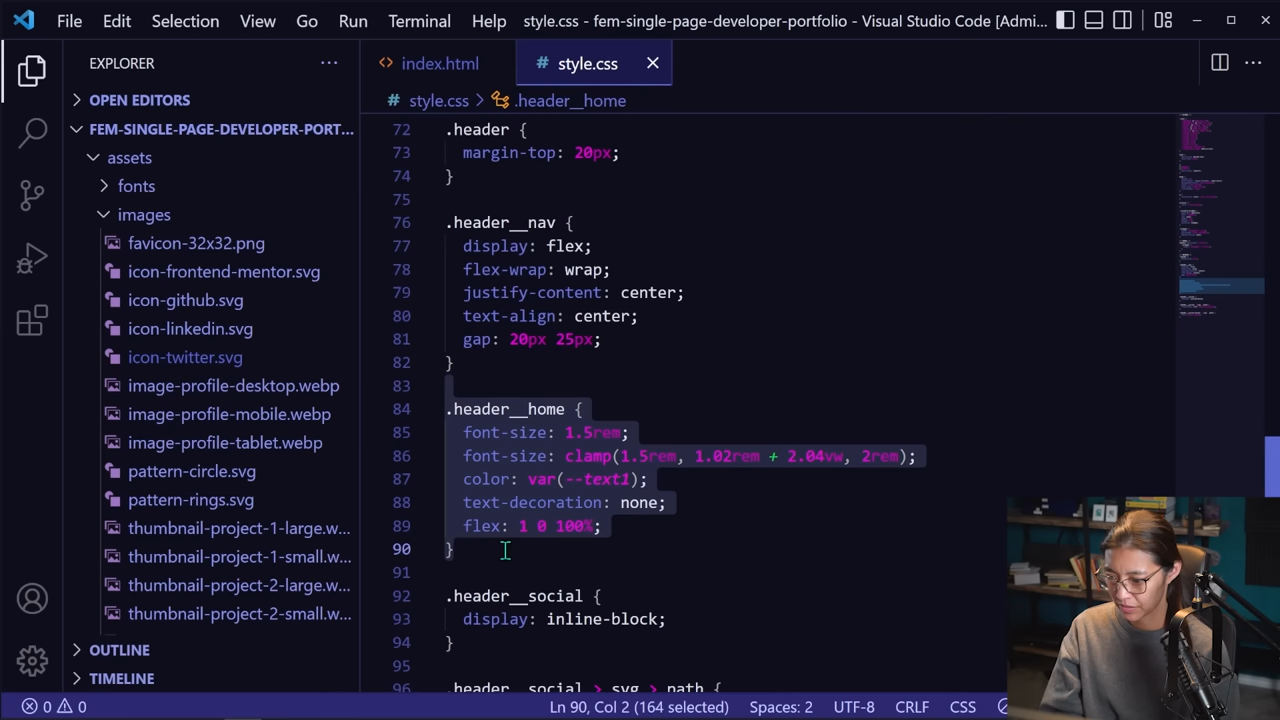 File Edit Selection View Go Run Terminal Help style.css - fem-single-page-developer-portfolio - Visual Studio Code [Admi...
EXPLORER
OPEN EDITORS
FEM-SINGLE-PAGE-DEVELOPER-PORT...
assets
fonts
images
favicon-32x32.png
icon-frontend-mentor.svg
icon-github.svg
icon-linkedin.svg
icon-twitter.svg
image-profile-desktop.webp
image-profile-mobile.webp
image-profile-tablet.webp
pattern-circle.svg
pattern-rings.svg
thumbnail-project-1-large.w...
thumbnail-project-1-small.w...
thumbnail-project-2-large.w...
thumbnail-project-2-small.w...
OUTLINE
TIMELINE
<> index.html # style.css
# style.css > .header__home
72 .header {
73 margin-top: 20px;
74 }
75
76 .header__nav {
77 display: flex;
78 flex-wrap: wrap;
79 justify-content: center;
80 text-align: center;
81 gap: 20px 25px;
82 }
83
84 .header__home {
85 font-size: 1.5rem;
86 font-size: clamp(1.5rem, 1.02rem + 2.04vw, 2rem);
87 color: var(--text1);
88 text-decoration: none;
89 flex: 1 0 100%;
90 }
91
92 .header__social {
93 display: inline-block;
94 }
95
96 .header__social > svg > path {
0 0 Ln 90, Col 2 (164 selected) Spaces: 2 UTF-8 CRLF CSS